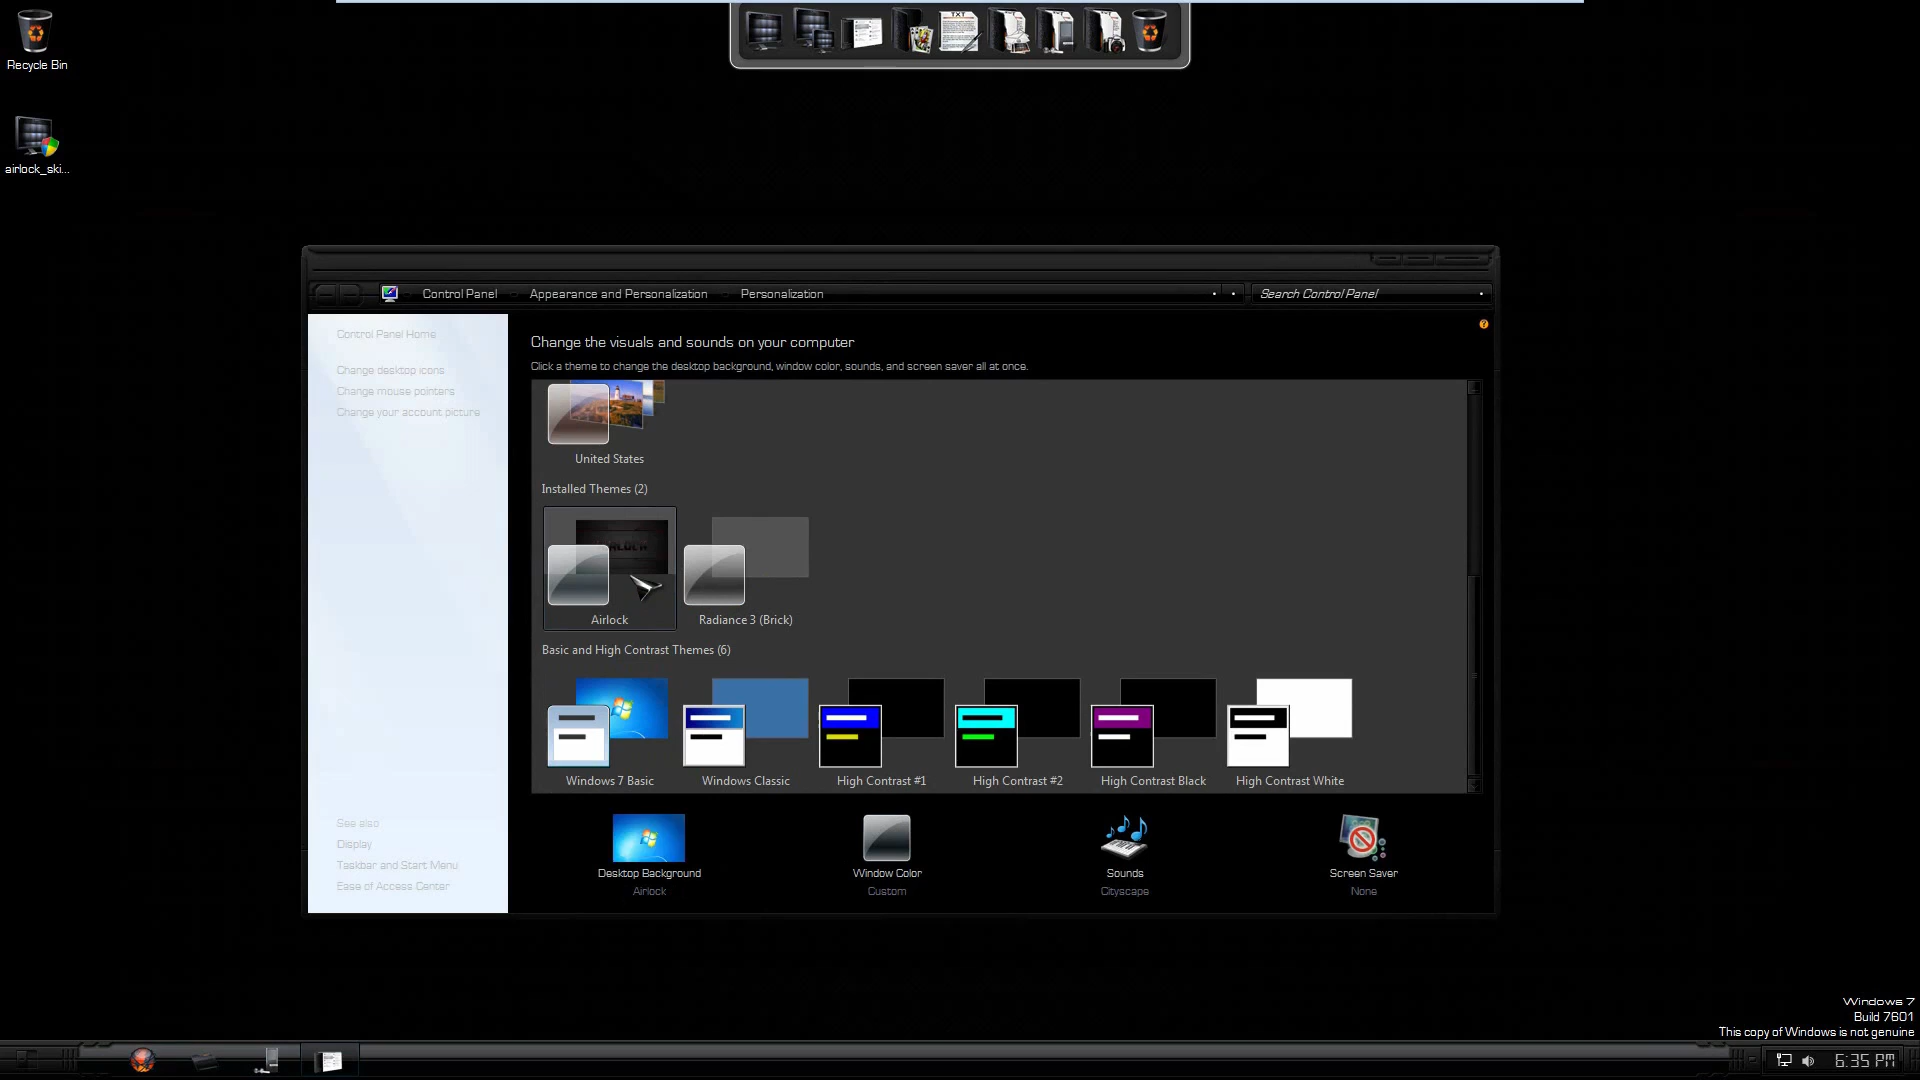 TXT
TXT
TXT
TXT
TXT
Recycle Bin
airlock_ski...
Control Panel
Appearance and Personalization
Personalization
Search Control Panel
Control Panel Home
Change desktop icons
Change mouse pointers
Change your account picture
See also
Display
Taskbar and Start Menu
Ease of Access Center
Change the visuals and sounds on your computer
Click a theme to change the desktop background, window color, sounds, and screen saver all at once.
United States
Installed Themes (2)
Airlock
Radiance 3 (Brick)
Basic and High Contrast Themes (6)
Windows 7 Basic
Windows Classic
High Contrast #1
High Contrast #2
High Contrast Black
High Contrast White
Desktop Background
Airlock
Window Color
Custom
Sounds
Cityscape
Screen Saver
None
Windows 7
Build 7601
This copy of Windows is not genuine
6:35 PM